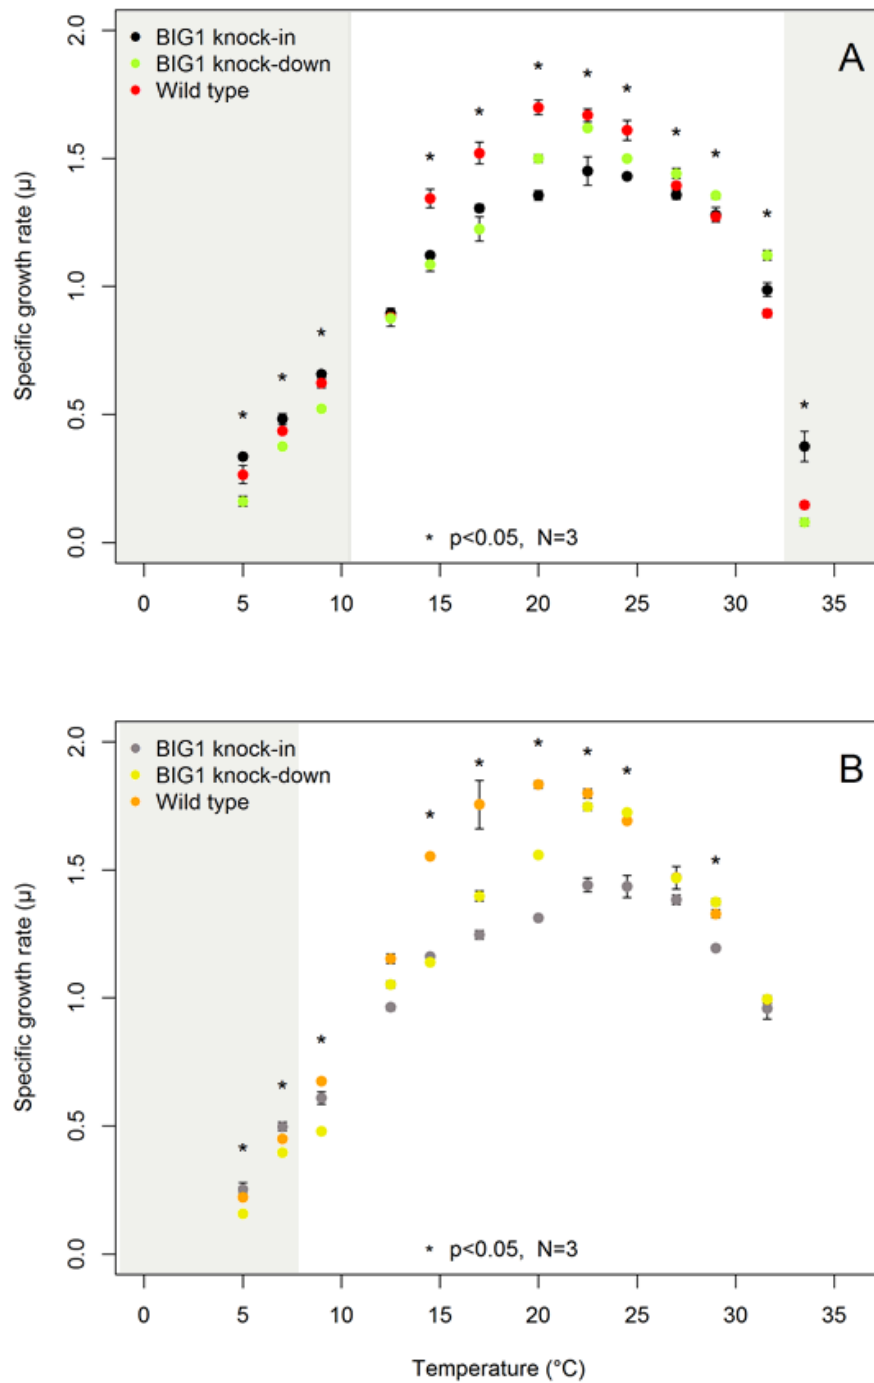 A
BIG1 knock-in
BIG1 knock-down
Wild type
Specific growth rate (μ)
2.0
1.5
1.0
0.5
0.0
* p<0.05, N=3
0 5 10 15 20 25 30 35
B
BIG1 knock-in
BIG1 knock-down
Wild type
Specific growth rate (μ)
2.0
1.5
1.0
0.5
0.0
* p<0.05, N=3
0 5 10 15 20 25 30 35
Temperature (°C)